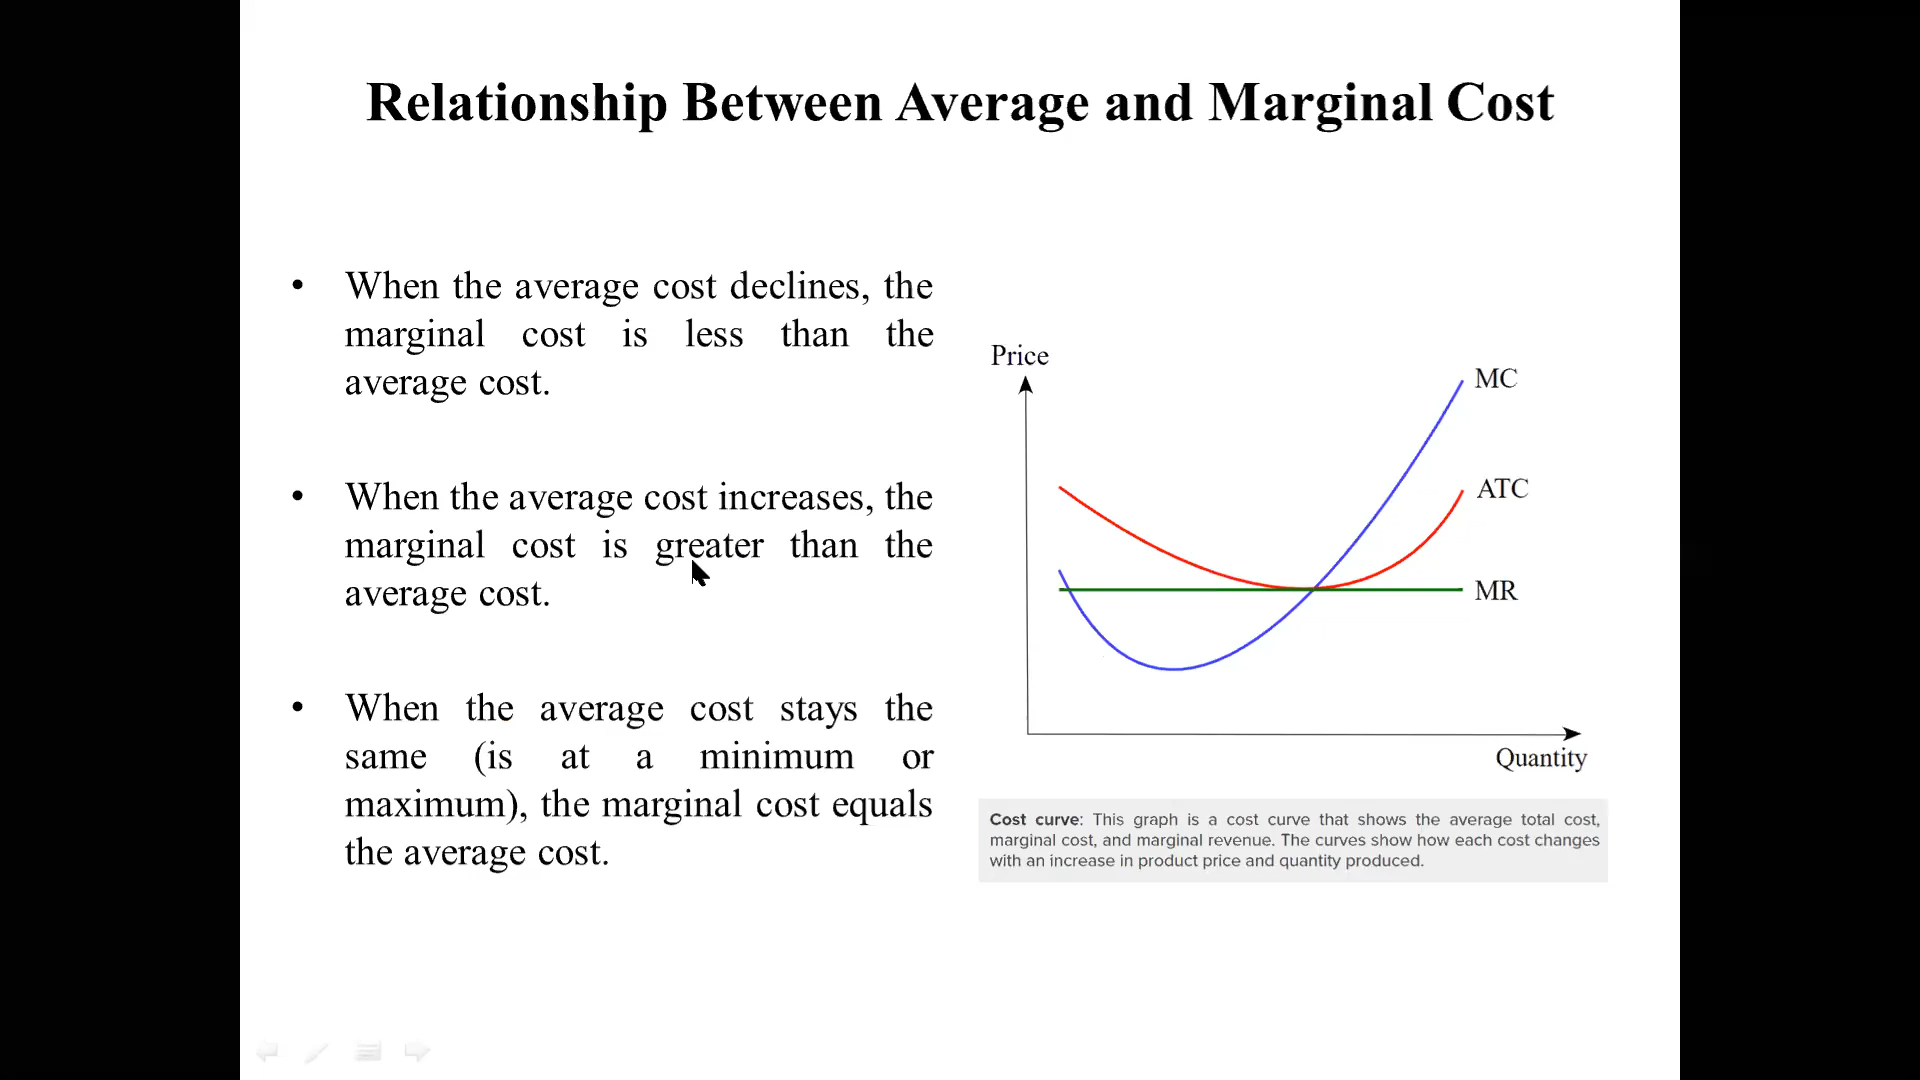 Relationship Between Average and Marginal Cost
• When the average cost declines, the
marginal cost is less than the
average cost.
• When the average cost increases, the
marginal cost is greater than the
average cost.
• When the average cost stays the
same (is at a minimum or
maximum), the marginal cost equals
the average cost.
Price
MC
ATC
MR
Quantity
Cost curve: This graph is a cost curve that shows the average total cost,
marginal cost, and marginal revenue. The curves show how each cost changes
with an increase in product price and quantity produced.